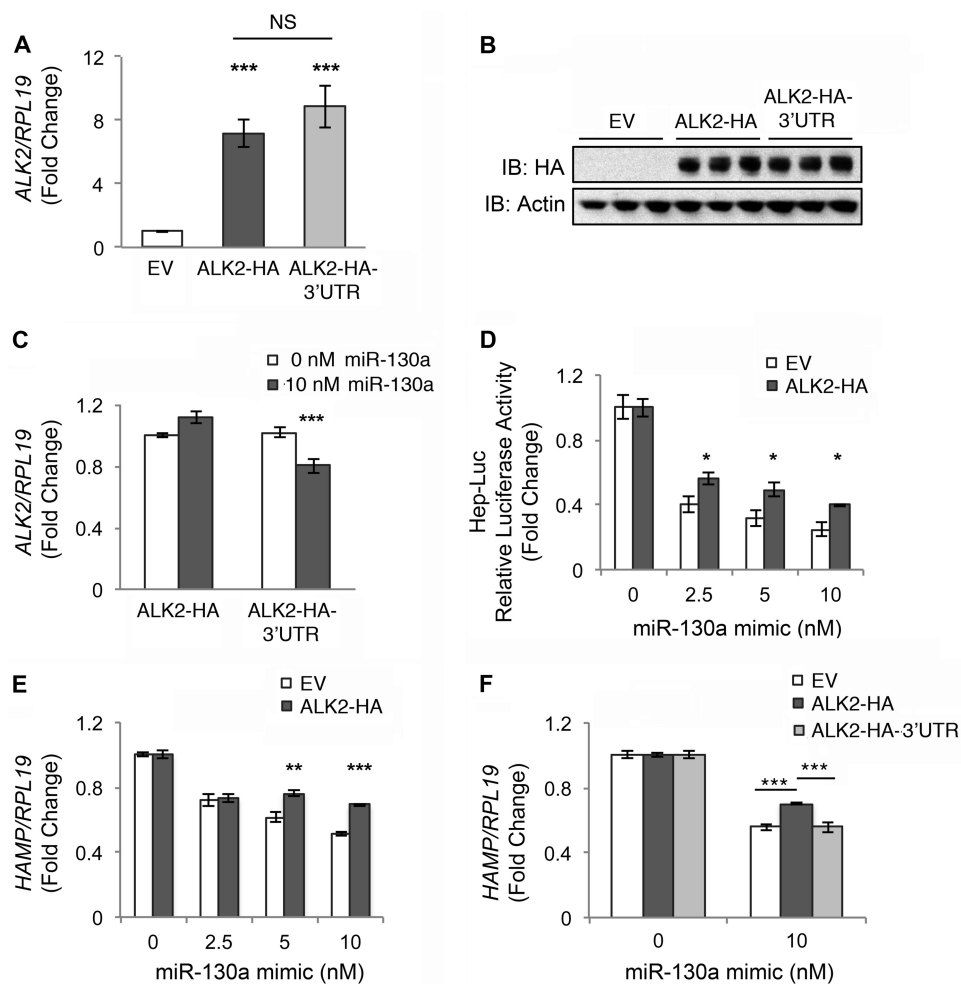 A
NS
ALK2/RPL19
(Fold Change)
12
8
4
0
***
***
EV
ALK2-HA
ALK2-HA-
3'UTR
B
EV
ALK2-HA
ALK2-HA-
3'UTR
IB: HA
IB: Actin
C
0 nM miR-130a
10 nM miR-130a
ALK2/RPL19
(Fold Change)
1.2
0.8
0.4
0
***
ALK2-HA
ALK2-HA-
3'UTR
D
EV
ALK2-HA
Hep-Luc
Relative Luciferase Activity
(Fold Change)
1.2
0.8
0.4
0
*
*
*
0 2.5 5 10
miR-130a mimic (nM)
E
EV
ALK2-HA
HAMP/RPL19
(Fold Change)
1.2
0.8
0.4
0
**
***
0 2.5 5 10
miR-130a mimic (nM)
F
EV
ALK2-HA
ALK2-HA-3'UTR
HAMP/RPL19
(Fold Change)
1.2
0.8
0.4
0
***
***
0 10
miR-130a mimic (nM)